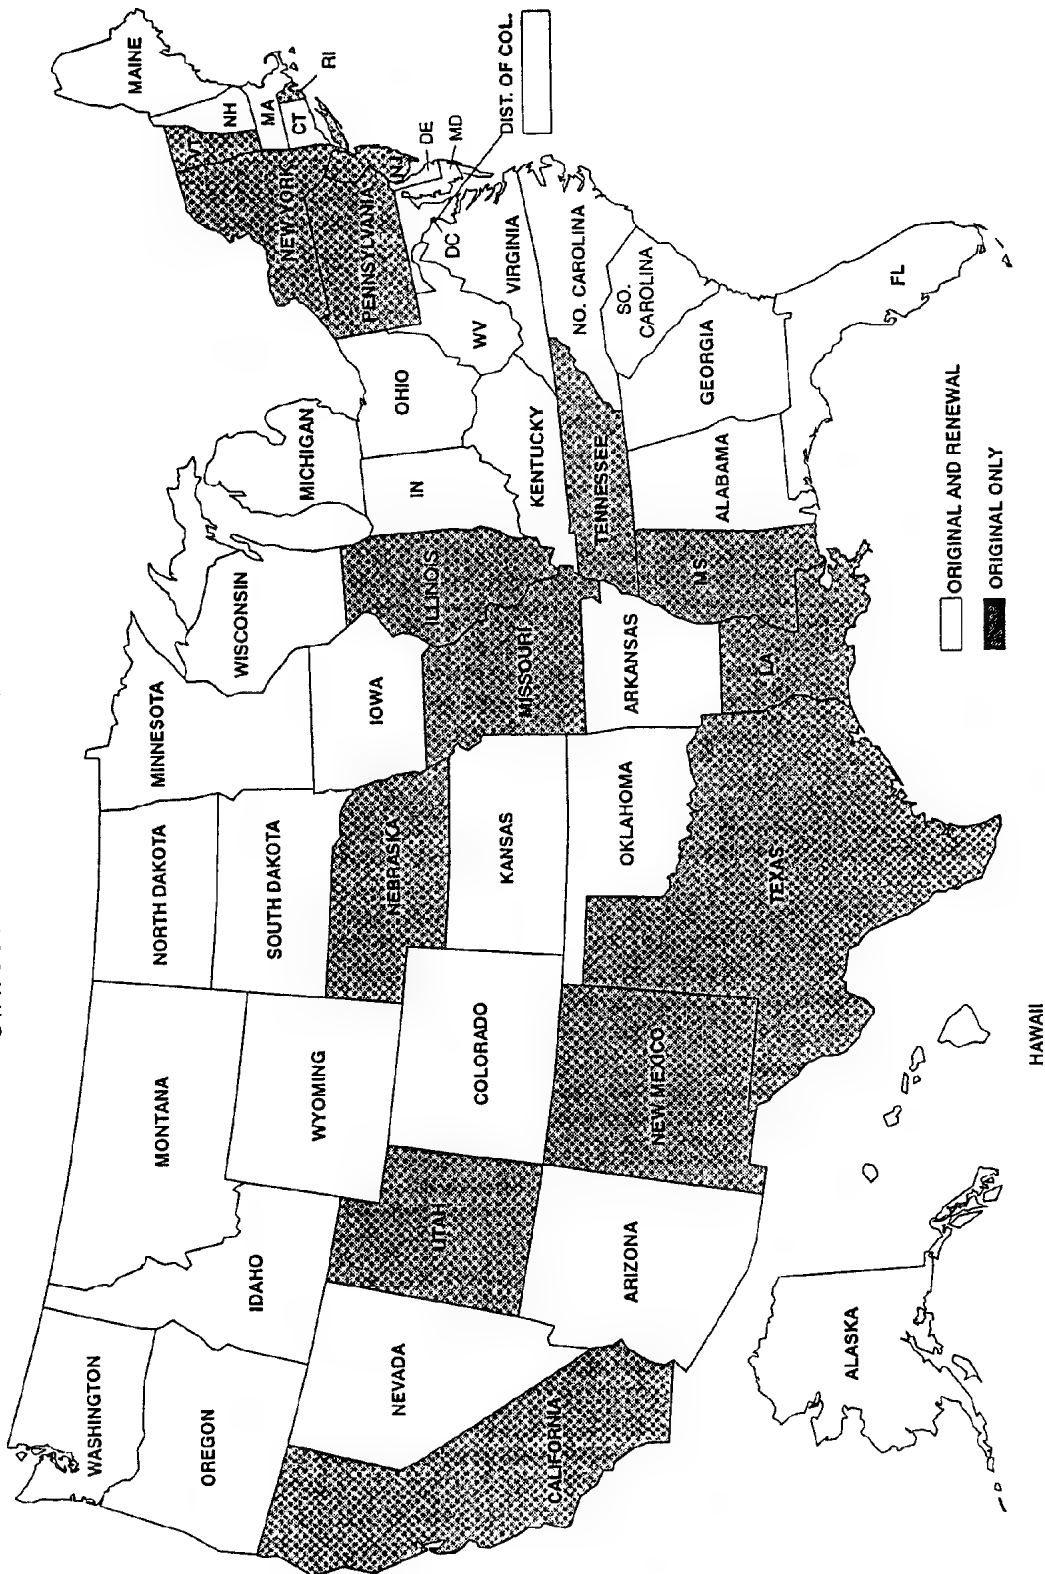 WASHINGTON
OREGON
CALIFORNIA
NEVADA
IDAHO
MONTANA
WYOMING
UTAH
ARIZONA
COLORADO
NEW MEXICO
NORTH DAKOTA
SOUTH DAKOTA
NEBRASKA
KANSAS
OKLAHOMA
TEXAS
MINNESOTA
IOWA
MISSOURI
ARKANSAS
LA
WISCONSIN
ILLINOIS
MS
MICHIGAN
IN
OHIO
KENTUCKY
TENNESSEE
ALABAMA
GEORGIA
FL
SO.
CAROLINA
NO. CAROLINA
VIRGINIA
WV
DC
PENNSYLVANIA
NEW YORK
NJ
DE
MD
VT
NH
MAINE
MA
CT
RI
DIST. OF COL.
ALASKA
HAWAII
ORIGINAL AND RENEWAL
ORIGINAL ONLY